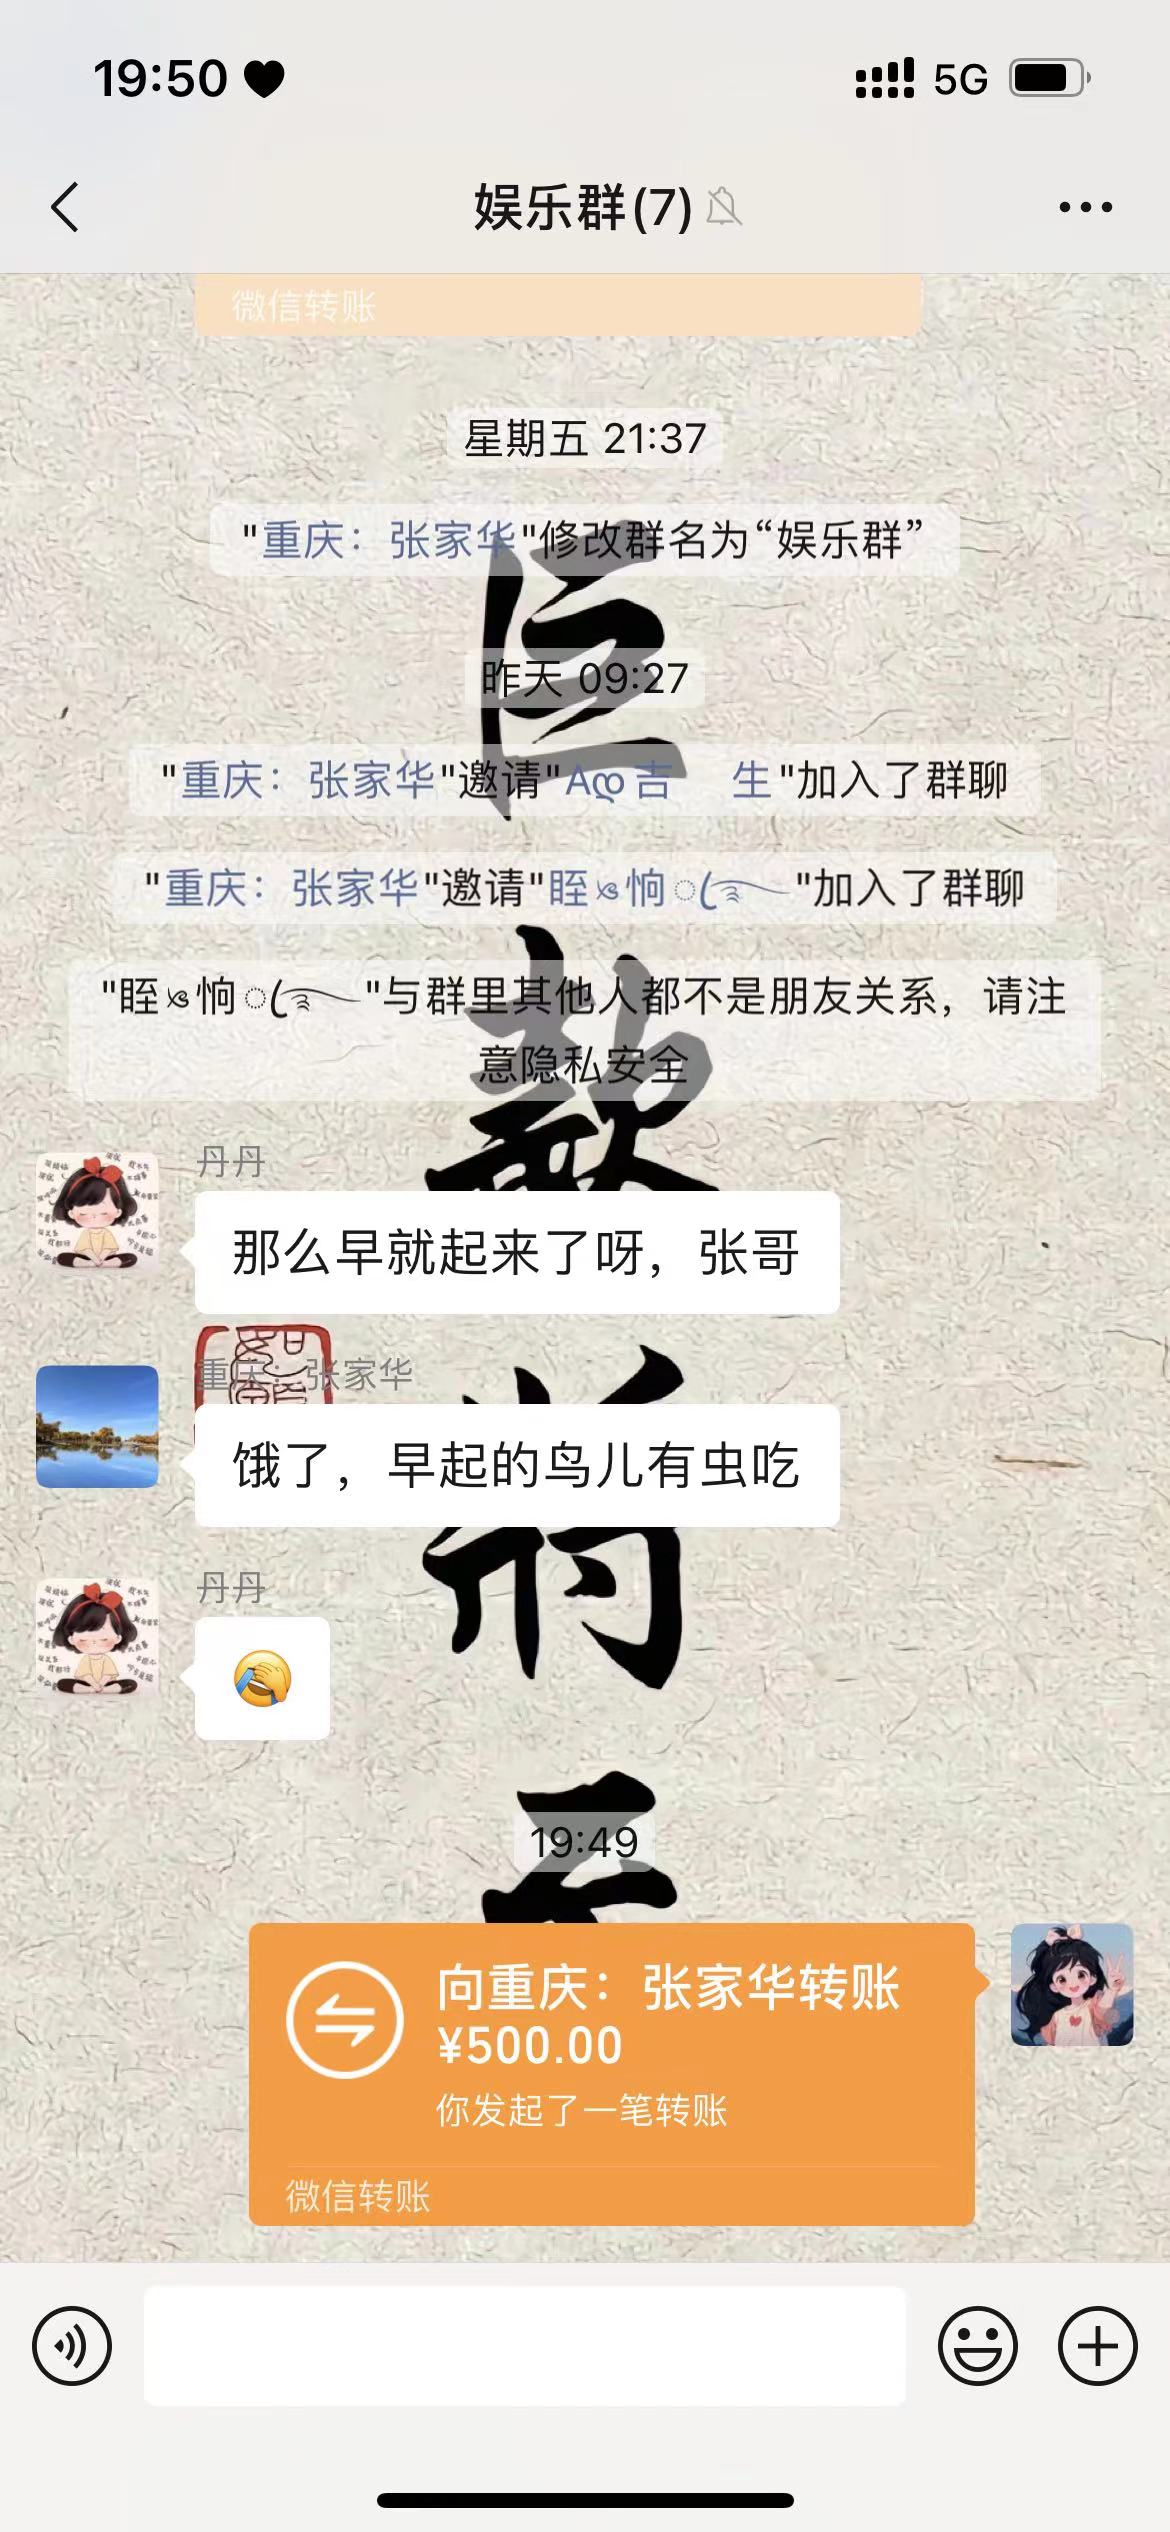 19:50
5G
娱乐群(7)
微信转账
星期五 21:37
"重庆：张家华"修改群名为“娱乐群”
昨天 09:27
"重庆：张家华"邀请"Aღ吉 生"加入了群聊
"重庆：张家华"邀请"眰恦"加入了群聊
"眰恦"与群里其他人都不是朋友关系，请注
意隐私安全
丹丹
那么早就起来了呀，张哥
重庆：张家华
饿了，早起的鸟儿有虫吃
丹丹
19:49
向重庆：张家华转账
¥500.00
你发起了一笔转账
微信转账